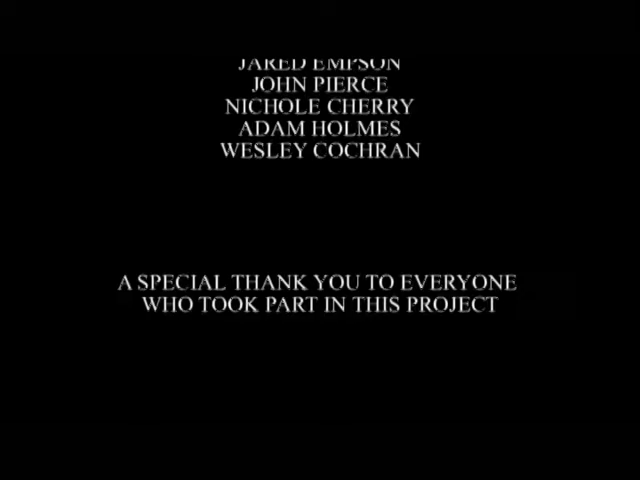 JARED EMPSON
JOHN PIERCE
NICHOLE CHERRY
ADAM HOLMES
WESLEY COCHRAN
A SPECIAL THANK YOU TO EVERYONE
WHO TOOK PART IN THIS PROJECT